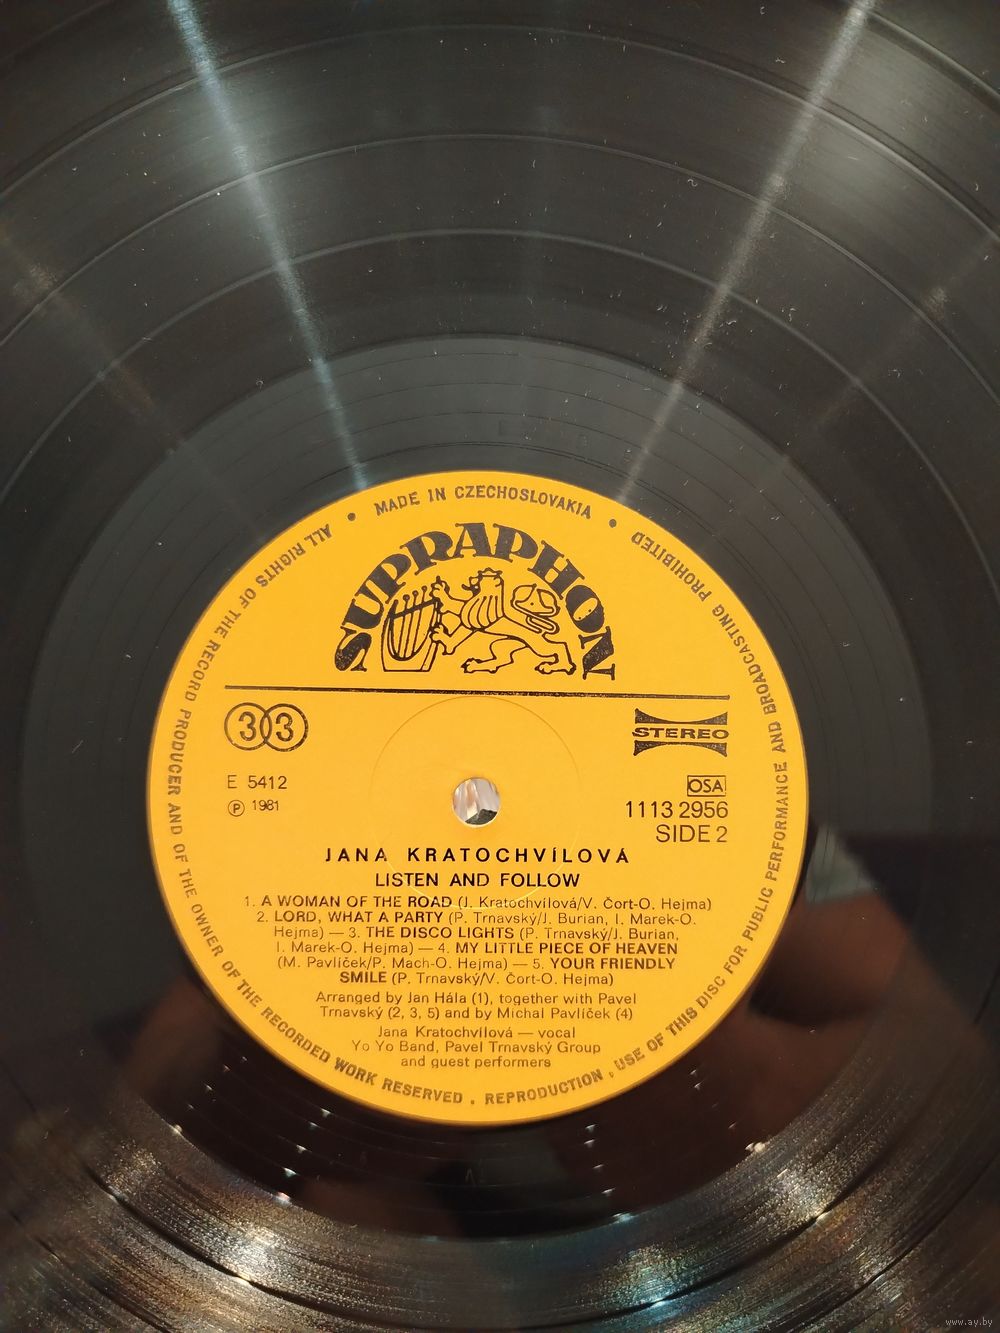 MADE IN CZECHOSLOVAKIA • ALL RIGHTS OF THE RECORD PRODUCER AND OF THE OWNER OF THE RECORDED WORK RESERVED . REPRODUCTION , USE OF THIS DISC FOR PUBLIC PERFORMANCE AND BROADCASTING PROHIBITED •
SUPRAPHON
33
STEREO
E 5412
OSA
Ⓟ 1981
1113 2956
SIDE 2
JANA KRATOCHVÍLOVÁ
LISTEN AND FOLLOW
1. A WOMAN OF THE ROAD (J. Kratochvílová/V. Čort-O. Hejma)
2. LORD, WHAT A PARTY (P. Trnavský/J. Burian, I. Marek-O.
Hejma) — 3. THE DISCO LIGHTS (P. Trnavský/J. Burian,
I. Marek-O. Hejma) — 4. MY LITTLE PIECE OF HEAVEN
(M. Pavlíček/P. Mach-O. Hejma) — 5. YOUR FRIENDLY
SMILE (P. Trnavský/V. Čort-O. Hejma)
Arranged by Jan Hála (1), together with Pavel
Trnavský (2, 3, 5) and by Michal Pavlíček (4)
Jana Kratochvílová — vocal
Yo Yo Band, Pavel Trnavský Group
and guest performers
www.ay.by